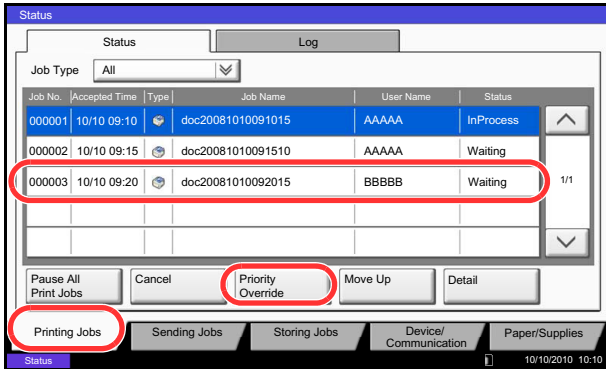 Status
Status Log
Job Type All
Job No. Accepted Time Type Job Name User Name Status
000001 10/10 09:10 doc20081010091015 AAAAA InProcess
000002 10/10 09:15 doc20081010091510 AAAAA Waiting
000003 10/10 09:20 doc20081010092015 BBBBB Waiting
1/1
Pause All
Print Jobs
Cancel
Priority
Override
Move Up
Detail
Printing Jobs
Sending Jobs
Storing Jobs
Device/
Communication
Paper/Supplies
Status 10/10/2010 10:10